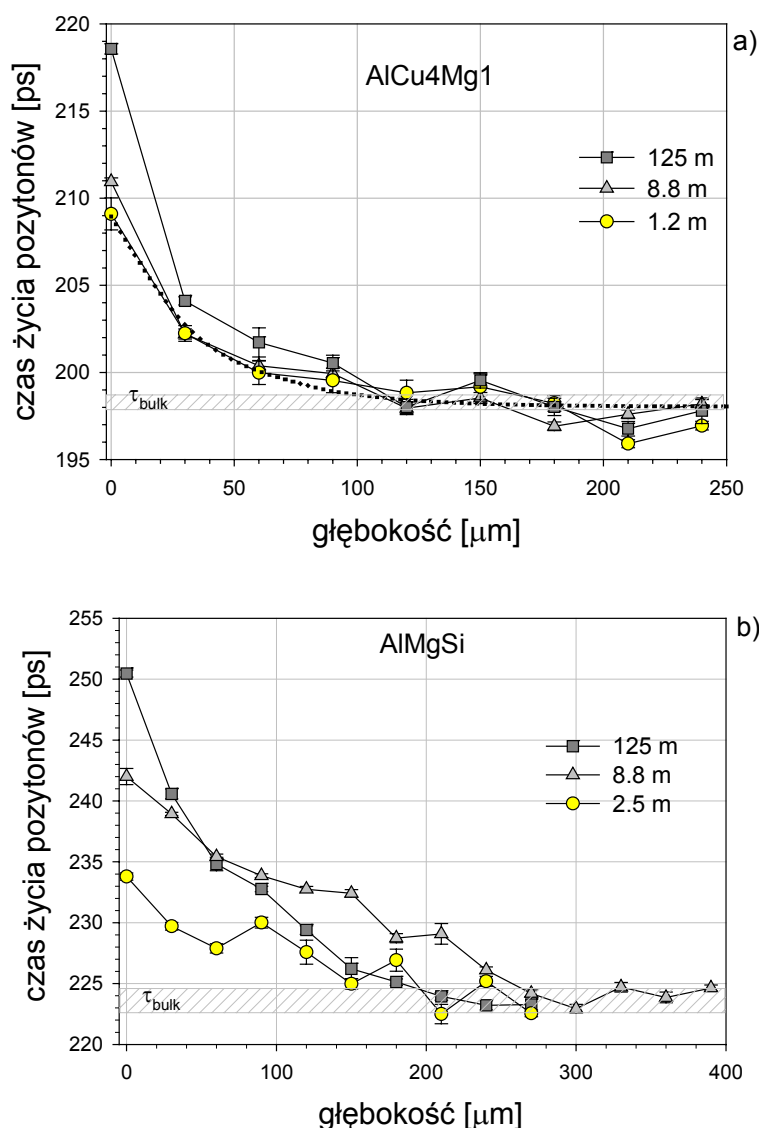 220
a)
AlCu4Mg1
215
125 m
8.8 m
1.2 m
210
205
200
τbulk
195
0 50 100 150 200 250
czas życia pozytonów [ps]
głębokość [μm]
255
b)
AlMgSi
250
125 m
8.8 m
2.5 m
245
240
235
230
225
τbulk
220
0 100 200 300 400
czas życia pozytonów [ps]
głębokość [μm]